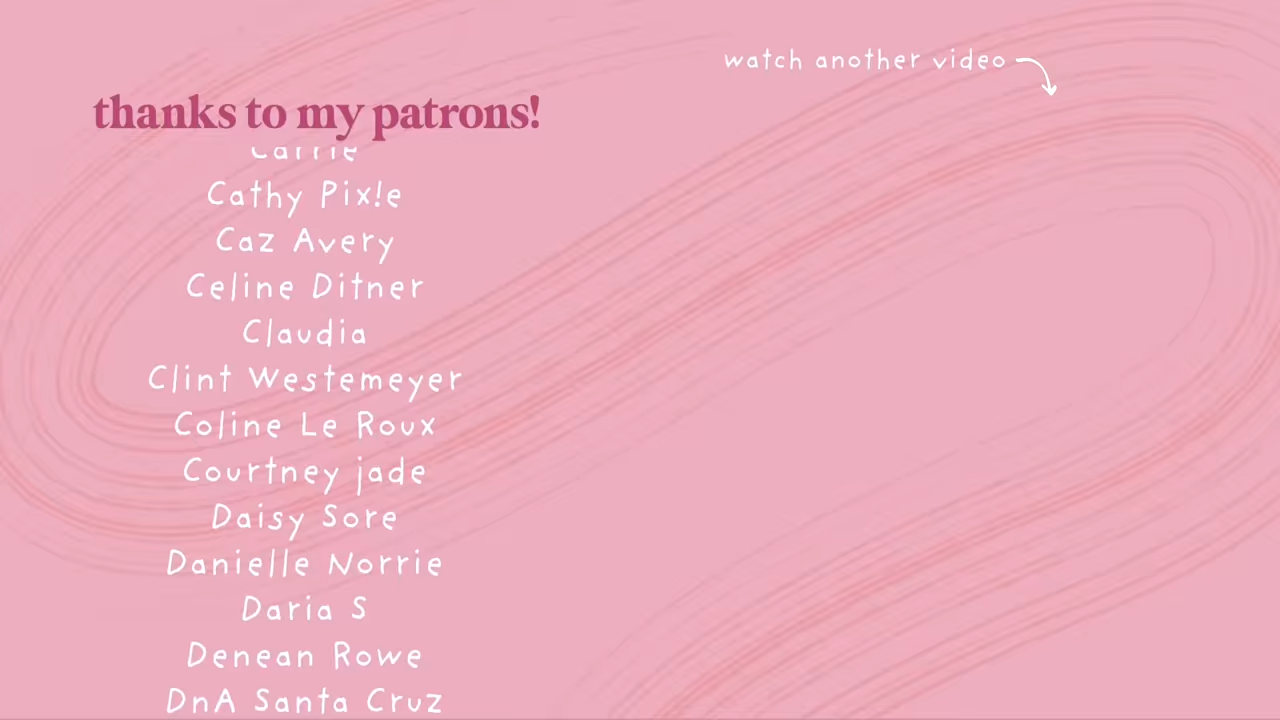 watch another video
thanks to my patrons!
Carrie
Cathy Pix!e
Caz Avery
Celine Ditner
Claudia
Clint Westemeyer
Coline Le Roux
Courtney jade
Daisy Sore
Danielle Norrie
Daria S
Denean Rowe
DnA Santa Cruz